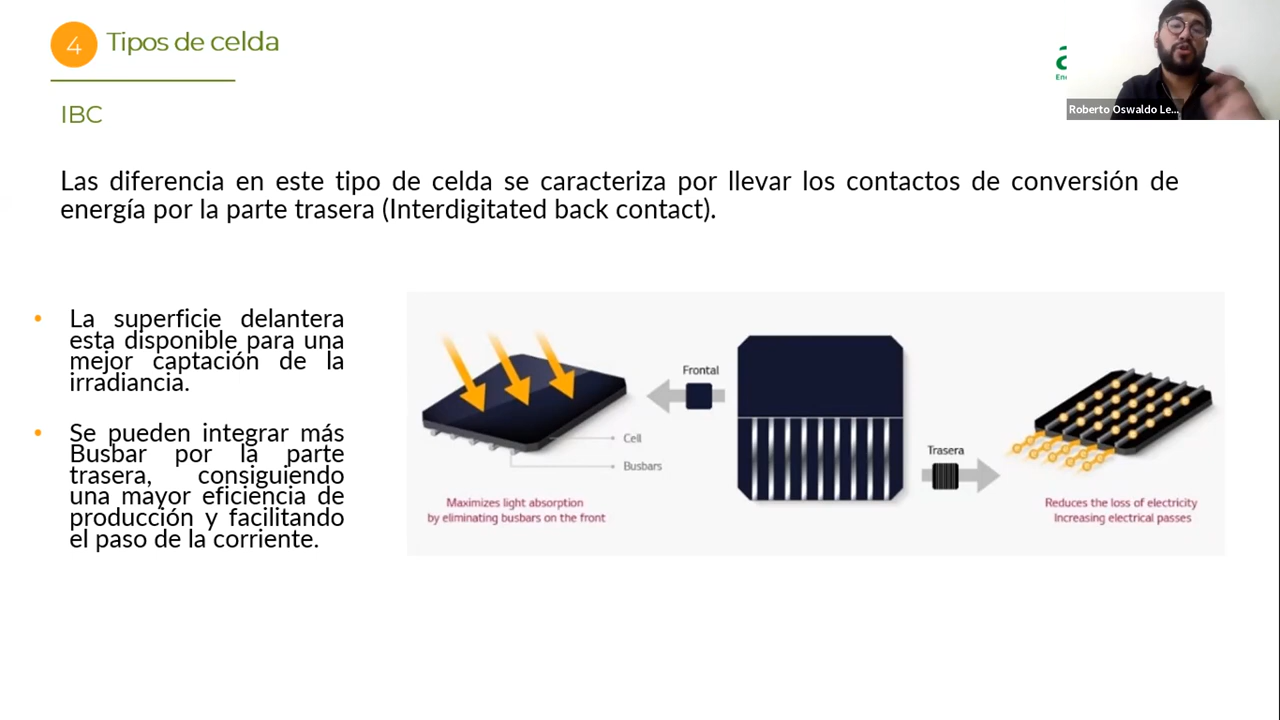 4 Tipos de celda
IBC
Las diferencia en este tipo de celda se caracteriza por llevar los contactos de conversión de
energía por la parte trasera (Interdigitated back contact).
La superficie delantera
esta disponible para una
mejor captación de la
irradiancia.
Se pueden integrar más
Busbar por la parte
trasera, consiguiendo
una mayor eficiencia de
producción y facilitando
el paso de la corriente.
Frontal
Cell
Busbars
Maximizes light absorption
by eliminating busbars on the front
Trasera
Reduces the loss of electricity
Increasing electrical passes
Roberto Oswaldo Le...